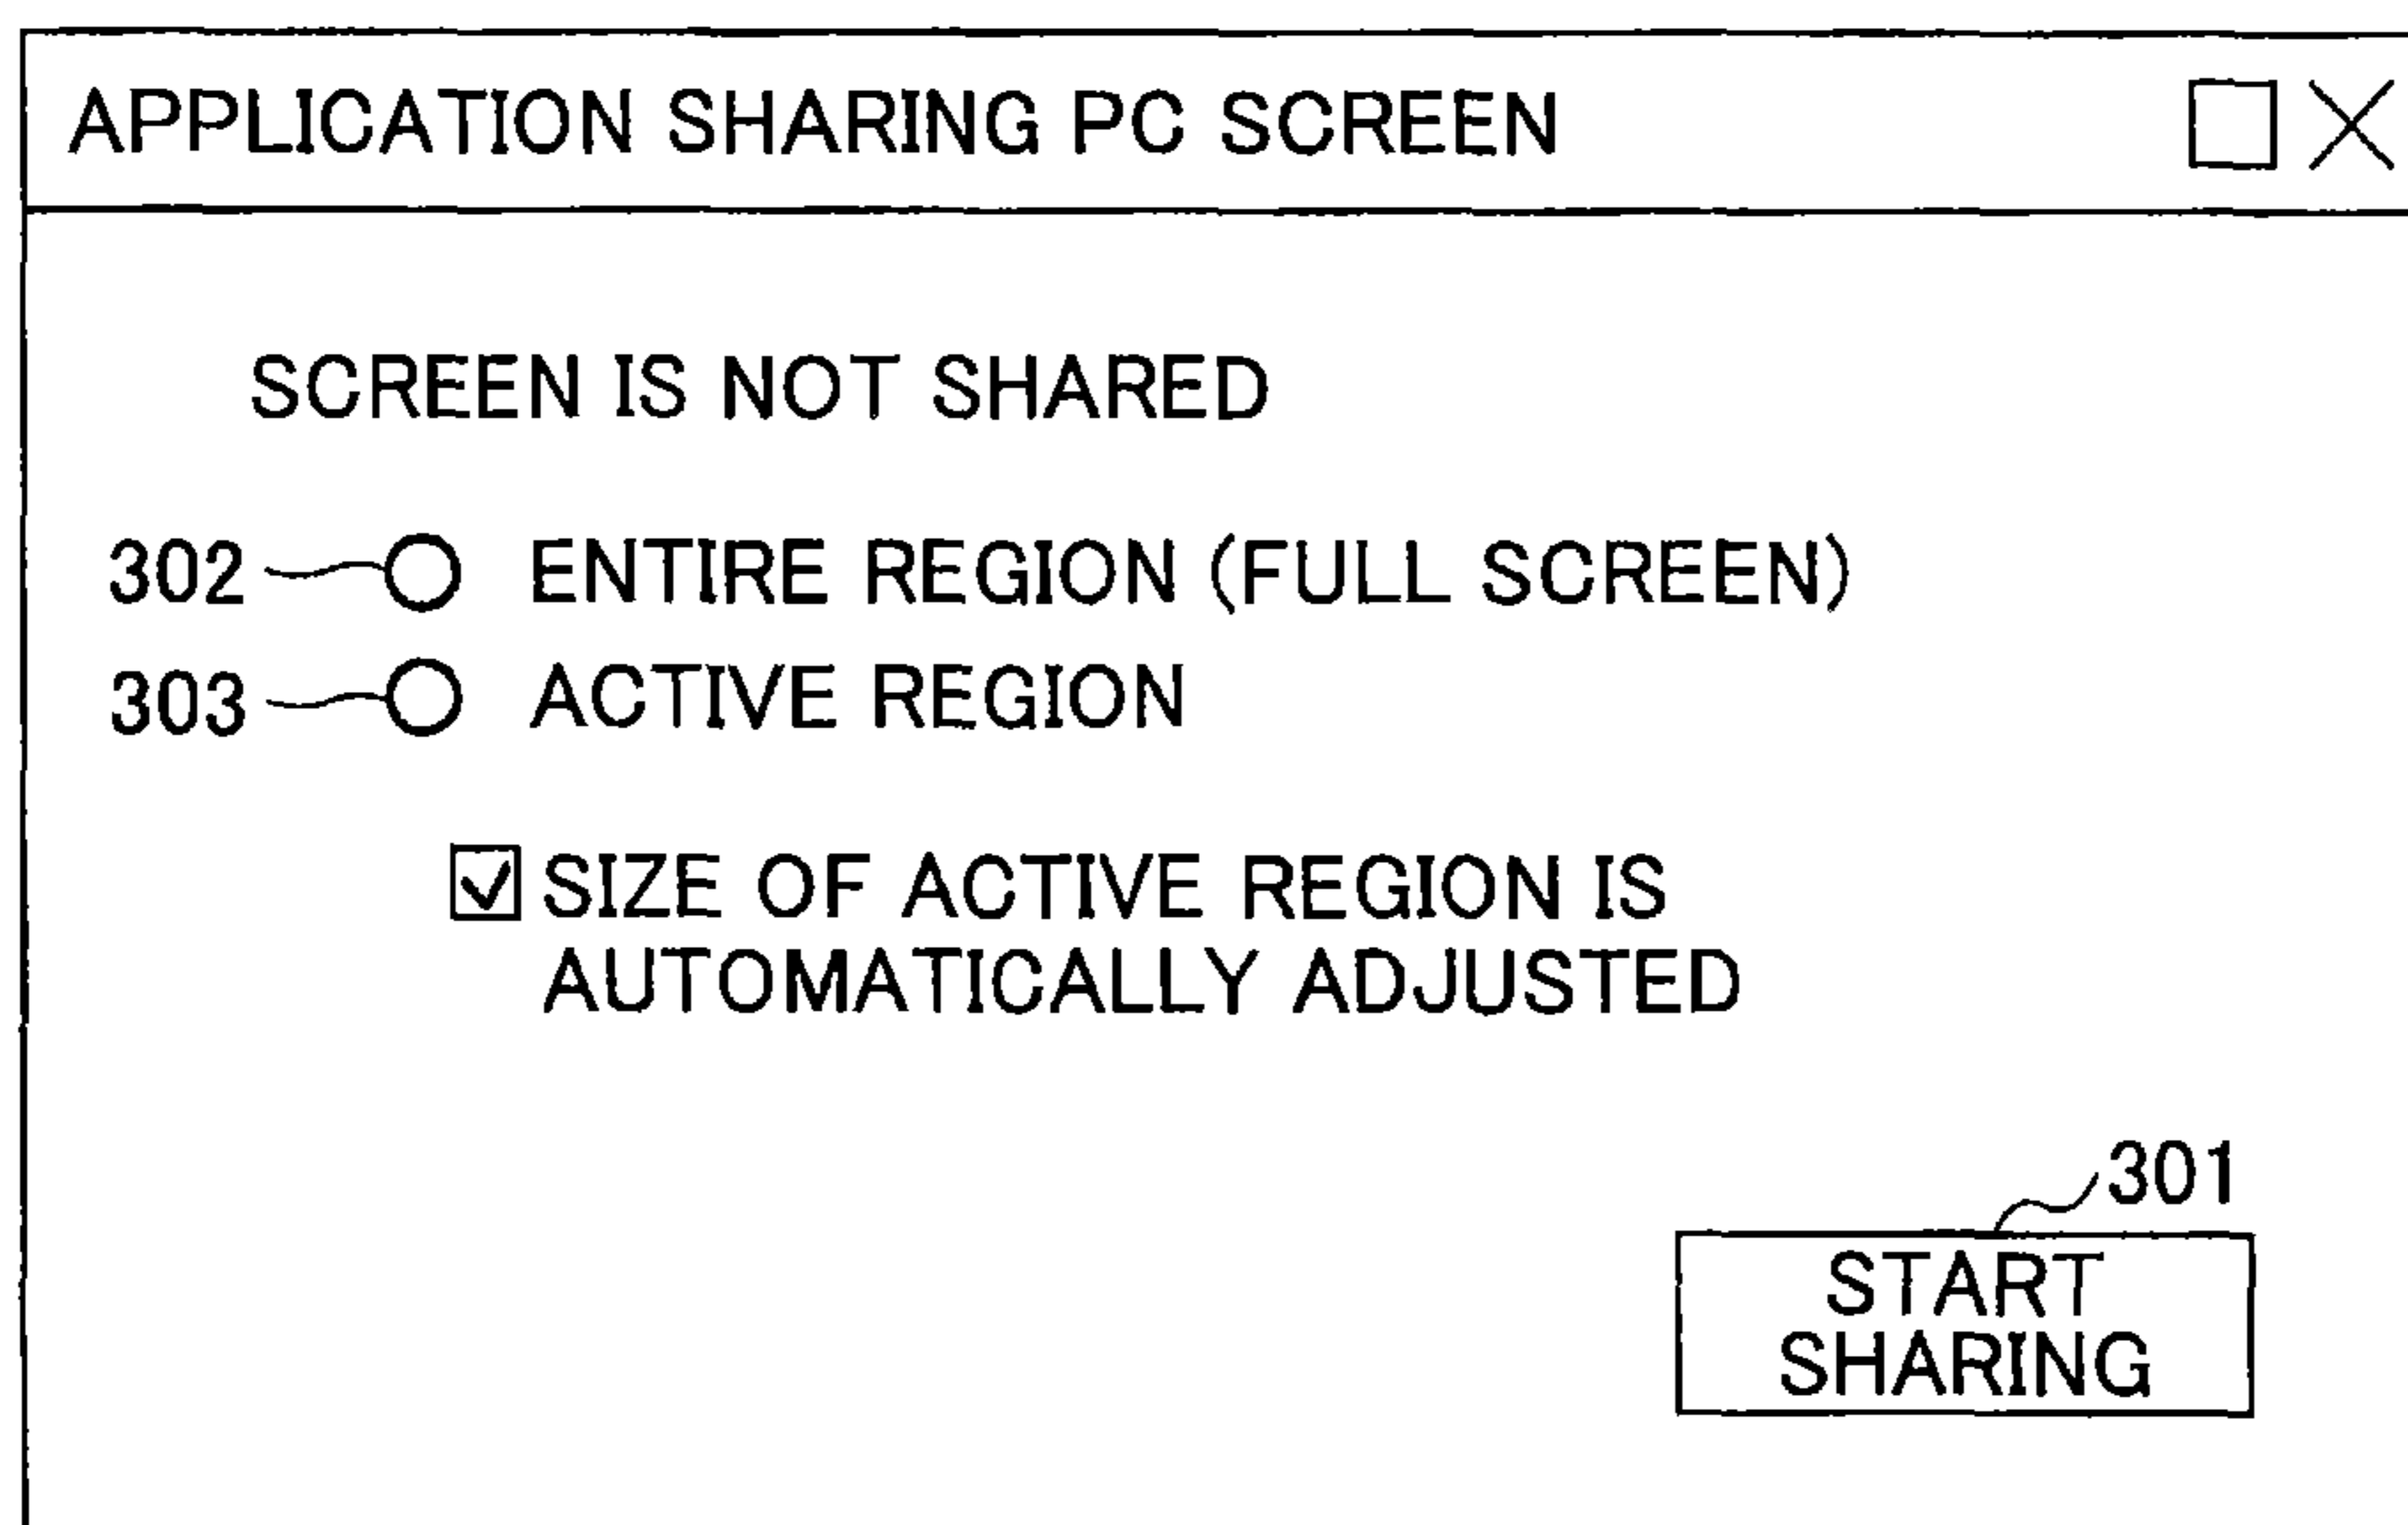 APPLICATION SHARING PC SCREEN
SCREEN IS NOT SHARED
302 ENTIRE REGION (FULL SCREEN)
303 ACTIVE REGION
SIZE OF ACTIVE REGION IS
AUTOMATICALLY ADJUSTED
301
START
SHARING